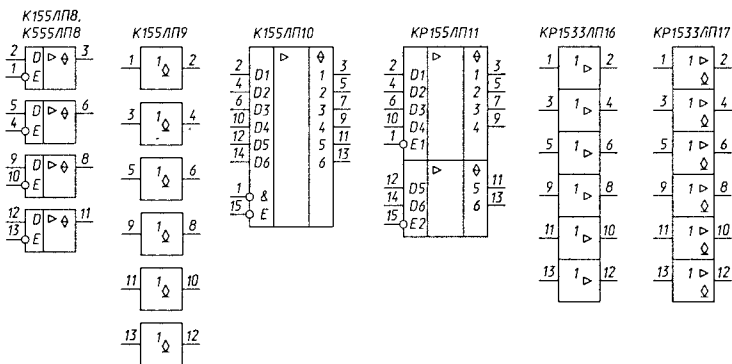 К155ЛП8,
К555ЛП8
2 D ▷ 3
1 E
5 D ▷ 6
4 E
9 D ▷ 8
10 E
12 D ▷ 11
13 E
К155ЛП9
1 1 2
3 1 4
5 1 6
9 1 8
11 1 10
13 1 12
К155ЛП10
▷
2 D1 1 3
4 D2 2 5
6 D3 3 7
10 D4 4 9
12 D5 5 11
14 D6 6 13
1 &
15 E
КР155ЛП11
▷
2 D1 1 3
4 D2 2 5
6 D3 3 7
10 D4 4 9
1 E1
▷
12 D5 5 11
14 D6 6 13
15 E2
КР1533ЛП16
1 1 ▷ 2
3 1 ▷ 4
5 1 ▷ 6
9 1 ▷ 8
11 1 ▷ 10
13 1 ▷ 12
КР1533ЛП17
1 1 ▷ 2
3 1 ▷ 4
5 1 ▷ 6
9 1 ▷ 8
11 1 ▷ 10
13 1 ▷ 12